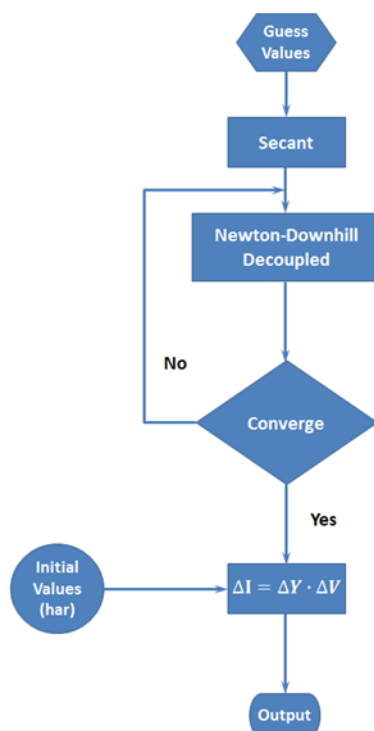 Guess
Values
Secant
Newton-Downhill
Decoupled
No
Converge
Yes
Initial
Values
(har)
ΔI = ΔY · ΔV
Output